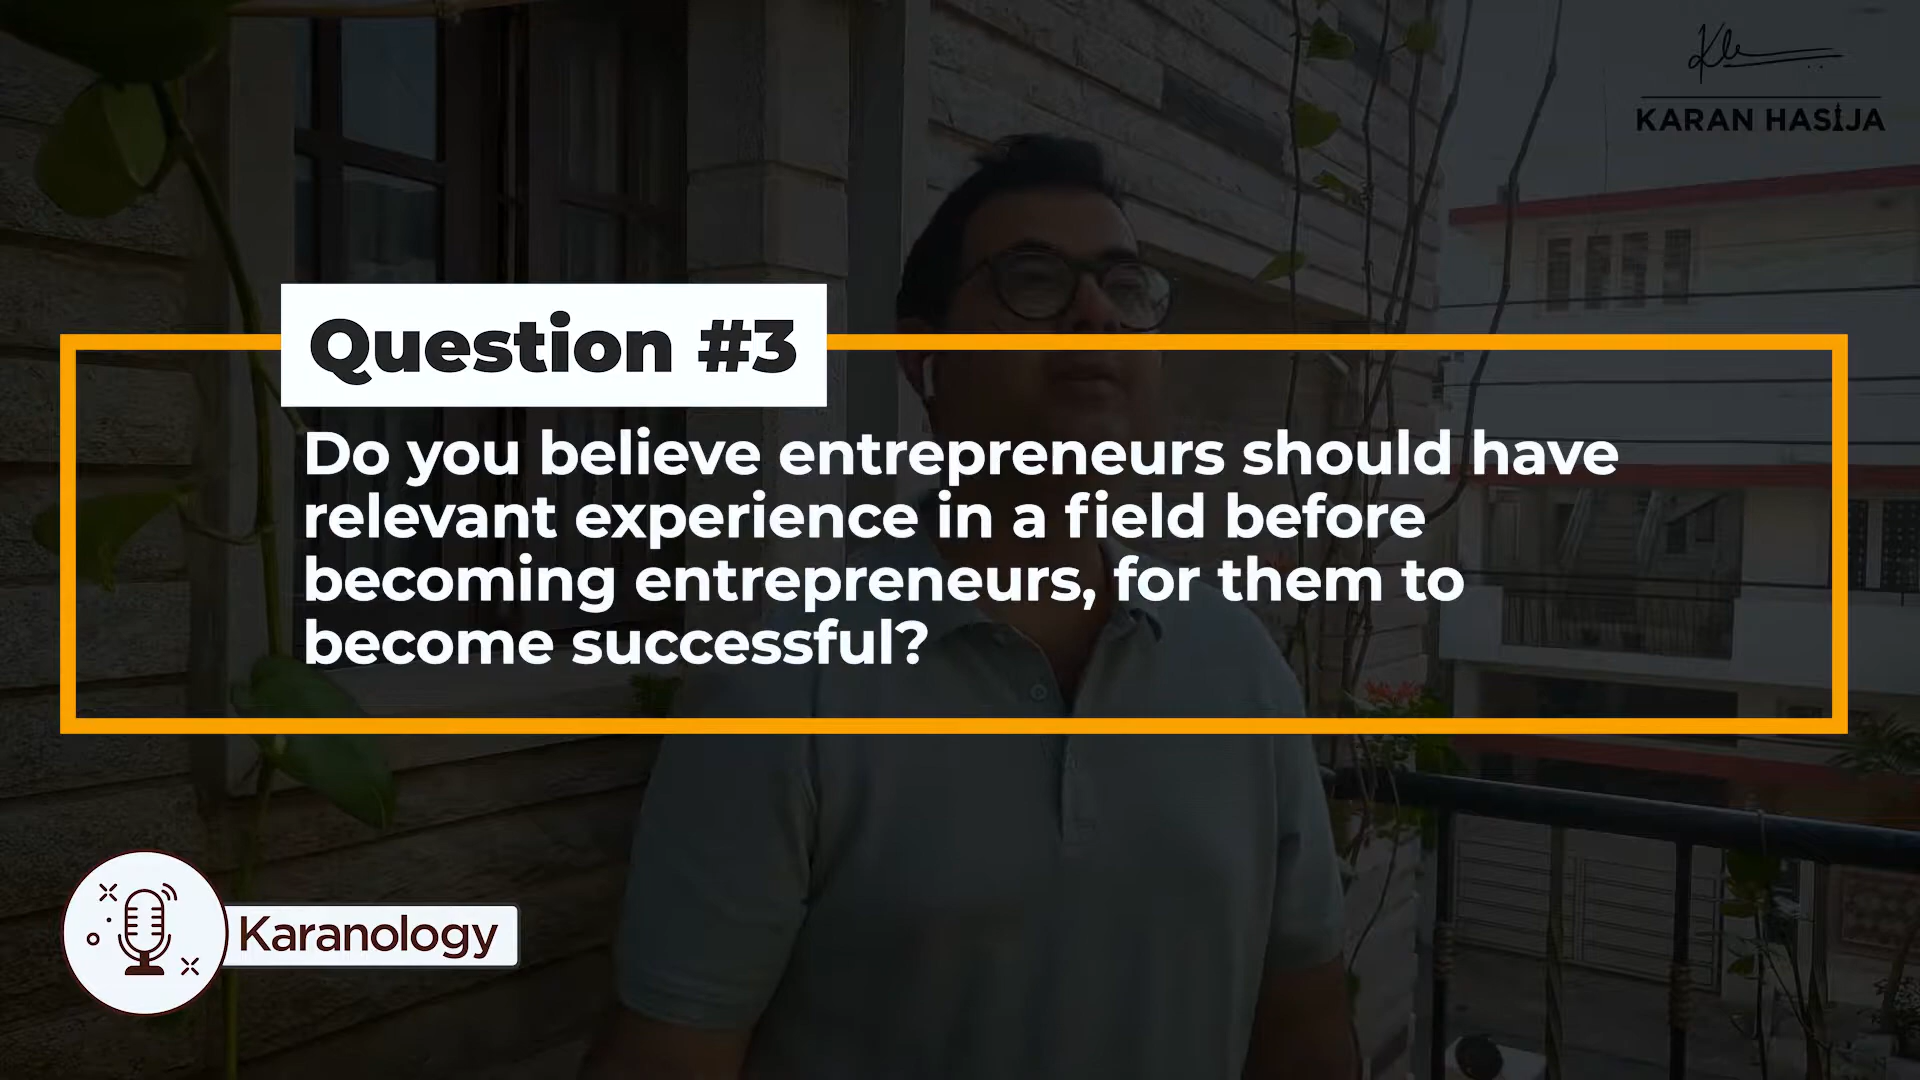 KARAN HASIJA
Question #3
Do you believe entrepreneurs should have
relevant experience in a field before
becoming entrepreneurs, for them to
become successful?
Karanology